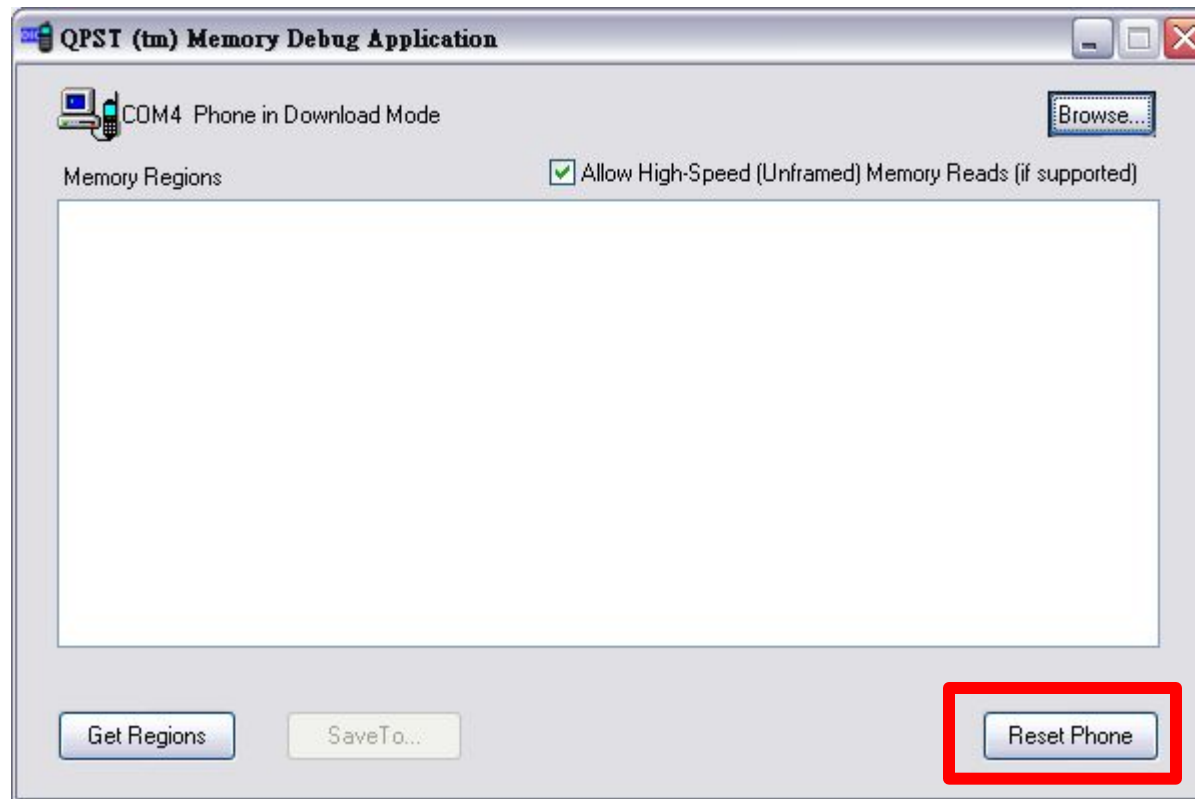 QPST (tm) Memory Debug Application
COM4 Phone in Download Mode
Browse...
Memory Regions
Allow High-Speed (Unframed) Memory Reads (if supported)
Get Regions
SaveTo...
Reset Phone